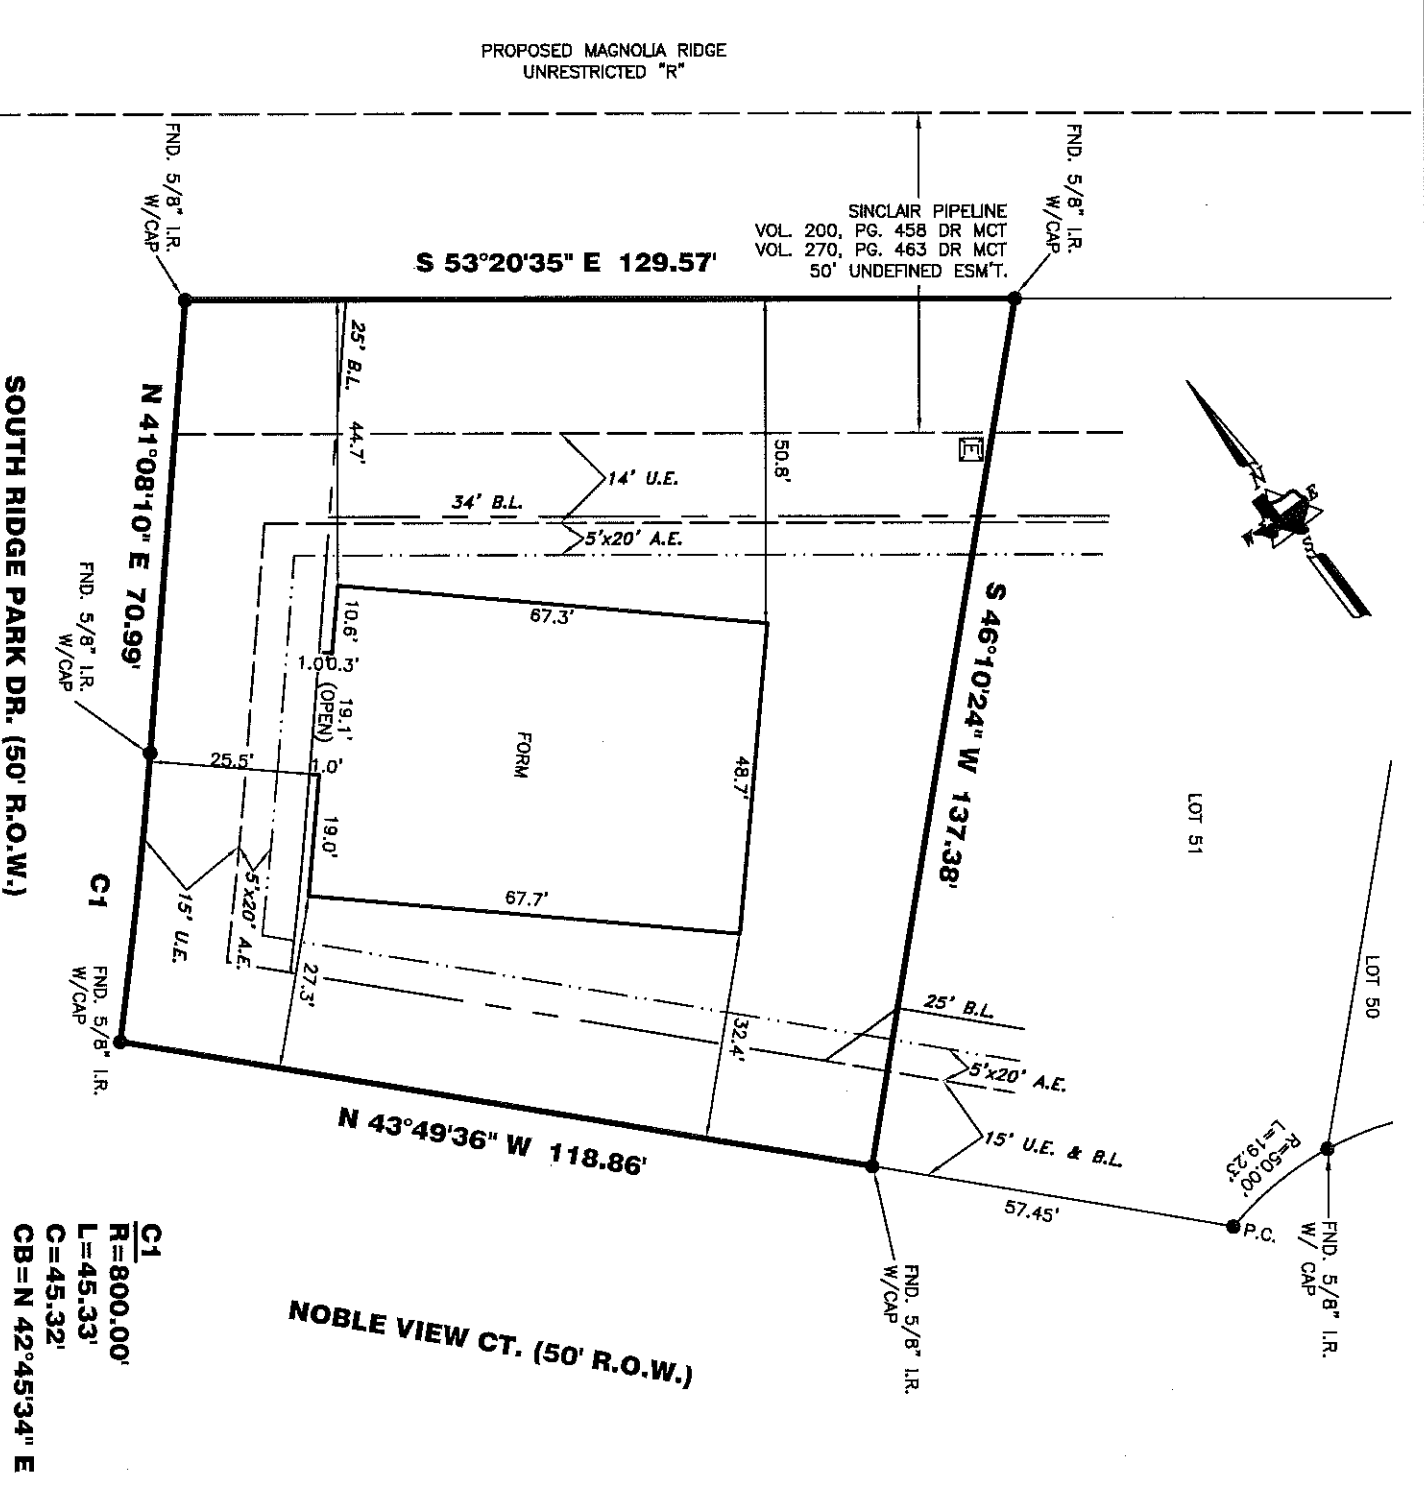 PROPOSED MAGNOLIA RIDGE
UNRESTRICTED "R"
FND. 5/8" I.R.
W/CAP
FND. 5/8" I.R.
W/CAP
SINCLAIR PIPELINE
VOL. 200, PG. 458 DR MCT
VOL. 270, PG. 463 DR MCT
50' UNDEFINED ESM'T.
S 53°20'35" E 129.57'
25' B.L.
44.7'
50.8'
E
14' U.E.
34' B.L.
5'x20' A.E.
N
E
S
W
N 41°08'10" E 70.99'
SOUTH RIDGE PARK DR. (50' R.O.W.)
FND. 5/8" I.R.
W/CAP
67.3'
10.6'
1.0'
0.3'
19.1'
(OPEN)
FORM
48.7'
S 46°10'24" W 137.38'
LOT 51
25.5'
1.0'
19.0'
67.7'
C1
15' U.E.
5'x20' A.E.
27.3'
32.4'
25' B.L.
5'x20' A.E.
15' U.E. & B.L.
LOT 50
FND. 5/8" I.R.
W/CAP
N 43°49'36" W 118.86'
57.45'
P.C.
R=50.00'
L=19.23'
FND. 5/8" I.R.
W/ CAP
FND. 5/8" I.R.
W/CAP
NOBLE VIEW CT. (50' R.O.W.)
C1
R=800.00'
L=45.33'
C=45.32'
CB=N 42°45'34" E